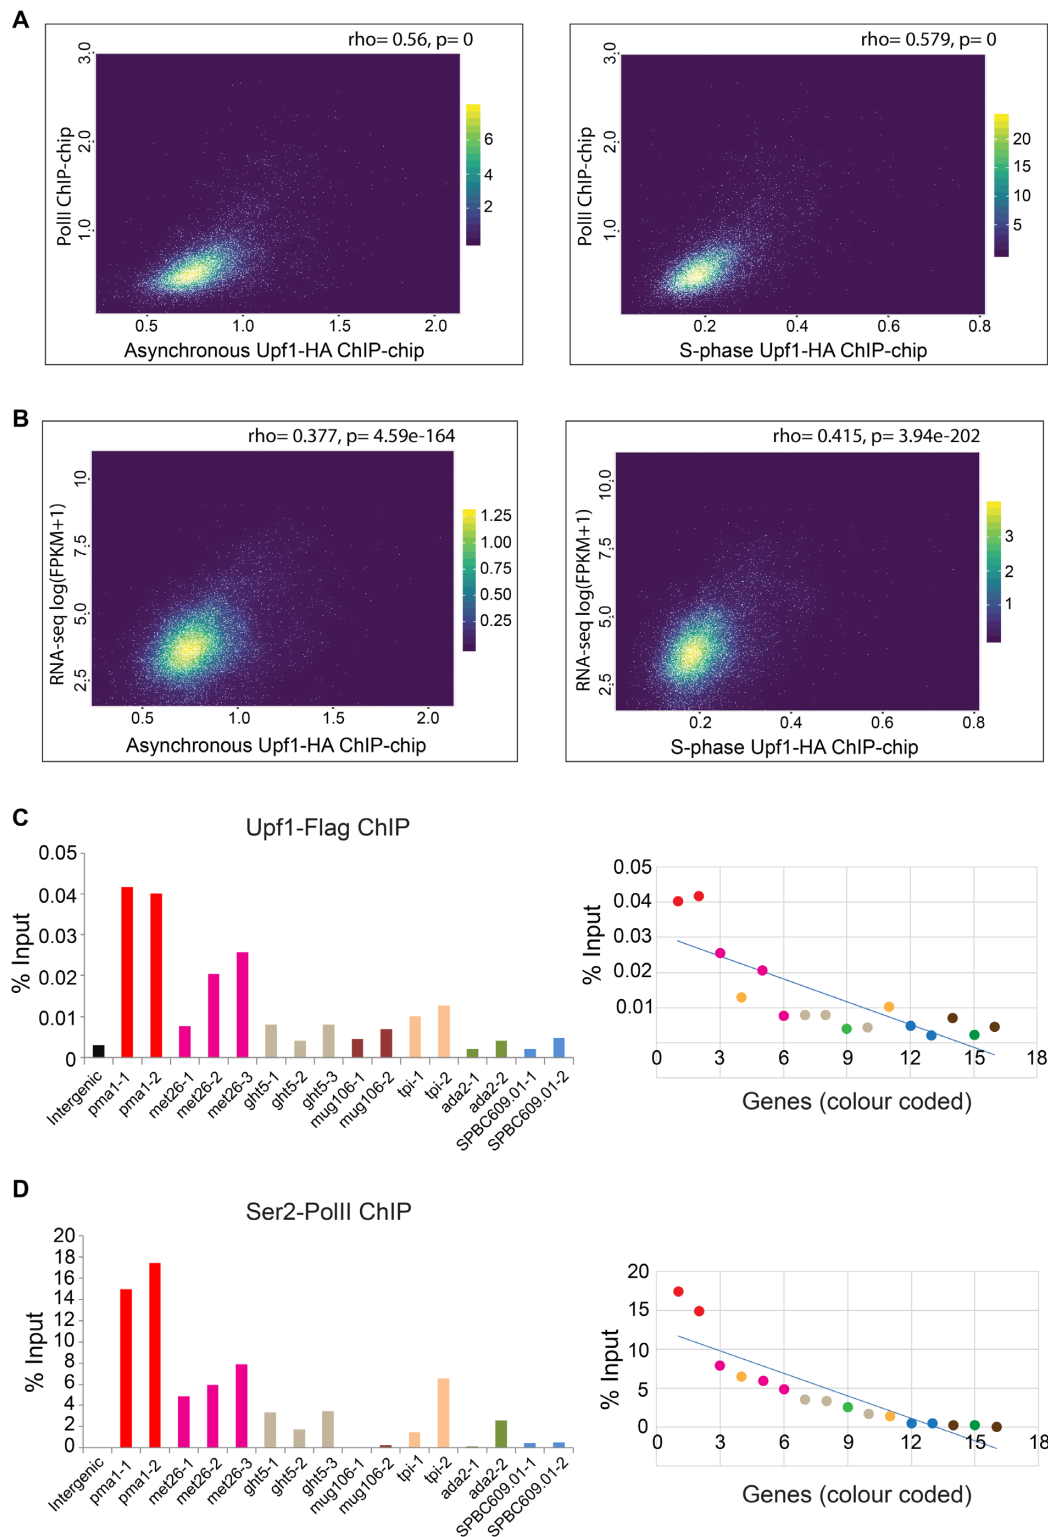 A
rho= 0.56, p= 0
PolII ChIP-chip
3.0
2.0
1.0
0.5 1.0 1.5 2.0
Asynchronous Upf1-HA ChIP-chip
6
4
2
rho= 0.579, p= 0
PolII ChIP-chip
3.0
2.0
1.0
0.2 0.4 0.6 0.8
S-phase Upf1-HA ChIP-chip
20
15
10
5
B
rho= 0.377, p= 4.59e-164
RNA-seq log(FPKM+1)
10
7.5
5.0
2.5
0.5 1.0 1.5 2.0
Asynchronous Upf1-HA ChIP-chip
1.25
1.00
0.75
0.50
0.25
rho= 0.415, p= 3.94e-202
RNA-seq log(FPKM+1)
10.0
7.5
5.0
2.5
0.2 0.4 0.6 0.8
S-phase Upf1-HA ChIP-chip
3
2
1
C
Upf1-Flag ChIP
% Input
0.05
0.04
0.03
0.02
0.01
0
Intergenic
pma1-1
pma1-2
met26-1
met26-2
met26-3
ght5-1
ght5-2
ght5-3
mug106-1
mug106-2
tpi-1
tpi-2
ada2-1
ada2-2
SPBC609.01-1
SPBC609.01-2
% Input
0.05
0.04
0.03
0.02
0.01
0 3 6 9 12 15 18
Genes (colour coded)
D
Ser2-PolII ChIP
% Input
20
18
16
14
12
10
8
6
4
2
0
Intergenic
pma1-1
pma1-2
met26-1
met26-2
met26-3
ght5-1
ght5-2
ght5-3
mug106-1
mug106-2
tpi-1
tpi-2
ada2-1
ada2-2
SPBC609.01-1
SPBC609.01-2
% Input
20
15
10
5
0
0 3 6 9 12 15 18
Genes (colour coded)